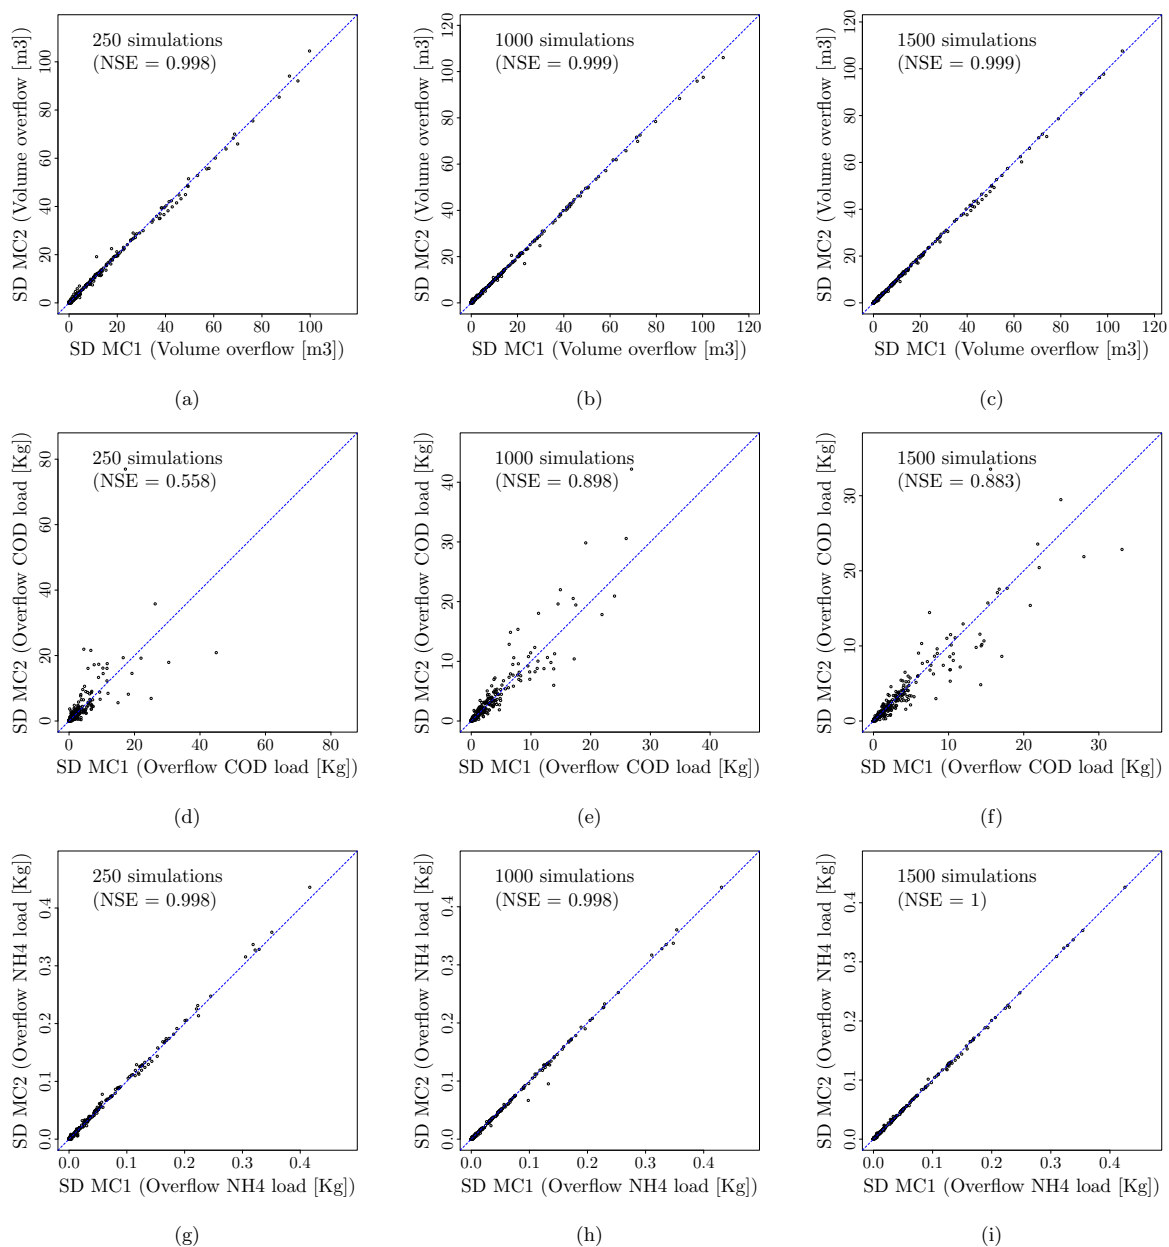 250 simulations
(NSE = 0.998)
SD MC2 (Volume overflow [m3])
0 20 40 60 80 100
0 20 40 60 80 100
SD MC1 (Volume overflow [m3])
(a)
1000 simulations
(NSE = 0.999)
SD MC2 (Volume overflow [m3])
0 20 40 60 80 100 120
0 20 40 60 80 100 120
SD MC1 (Volume overflow [m3])
(b)
1500 simulations
(NSE = 0.999)
SD MC2 (Volume overflow [m3])
0 20 40 60 80 100 120
0 20 40 60 80 100 120
SD MC1 (Volume overflow [m3])
(c)
250 simulations
(NSE = 0.558)
SD MC2 (Overflow COD load [Kg])
0 20 40 60 80
0 20 40 60 80
SD MC1 (Overflow COD load [Kg])
(d)
1000 simulations
(NSE = 0.898)
SD MC2 (Overflow COD load [Kg])
0 10 20 30 40
0 10 20 30 40
SD MC1 (Overflow COD load [Kg])
(e)
1500 simulations
(NSE = 0.883)
SD MC2 (Overflow COD load [Kg])
0 10 20 30
0 10 20 30
SD MC1 (Overflow COD load [Kg])
(f)
250 simulations
(NSE = 0.998)
SD MC2 (Overflow NH4 load [Kg])
0.0 0.1 0.2 0.3 0.4
0.0 0.1 0.2 0.3 0.4
SD MC1 (Overflow NH4 load [Kg])
(g)
1000 simulations
(NSE = 0.998)
SD MC2 (Overflow NH4 load [Kg])
0.0 0.1 0.2 0.3 0.4
0.0 0.1 0.2 0.3 0.4
SD MC1 (Overflow NH4 load [Kg])
(h)
1500 simulations
(NSE = 1)
SD MC2 (Overflow NH4 load [Kg])
0.0 0.1 0.2 0.3 0.4
0.0 0.1 0.2 0.3 0.4
SD MC1 (Overflow NH4 load [Kg])
(i)